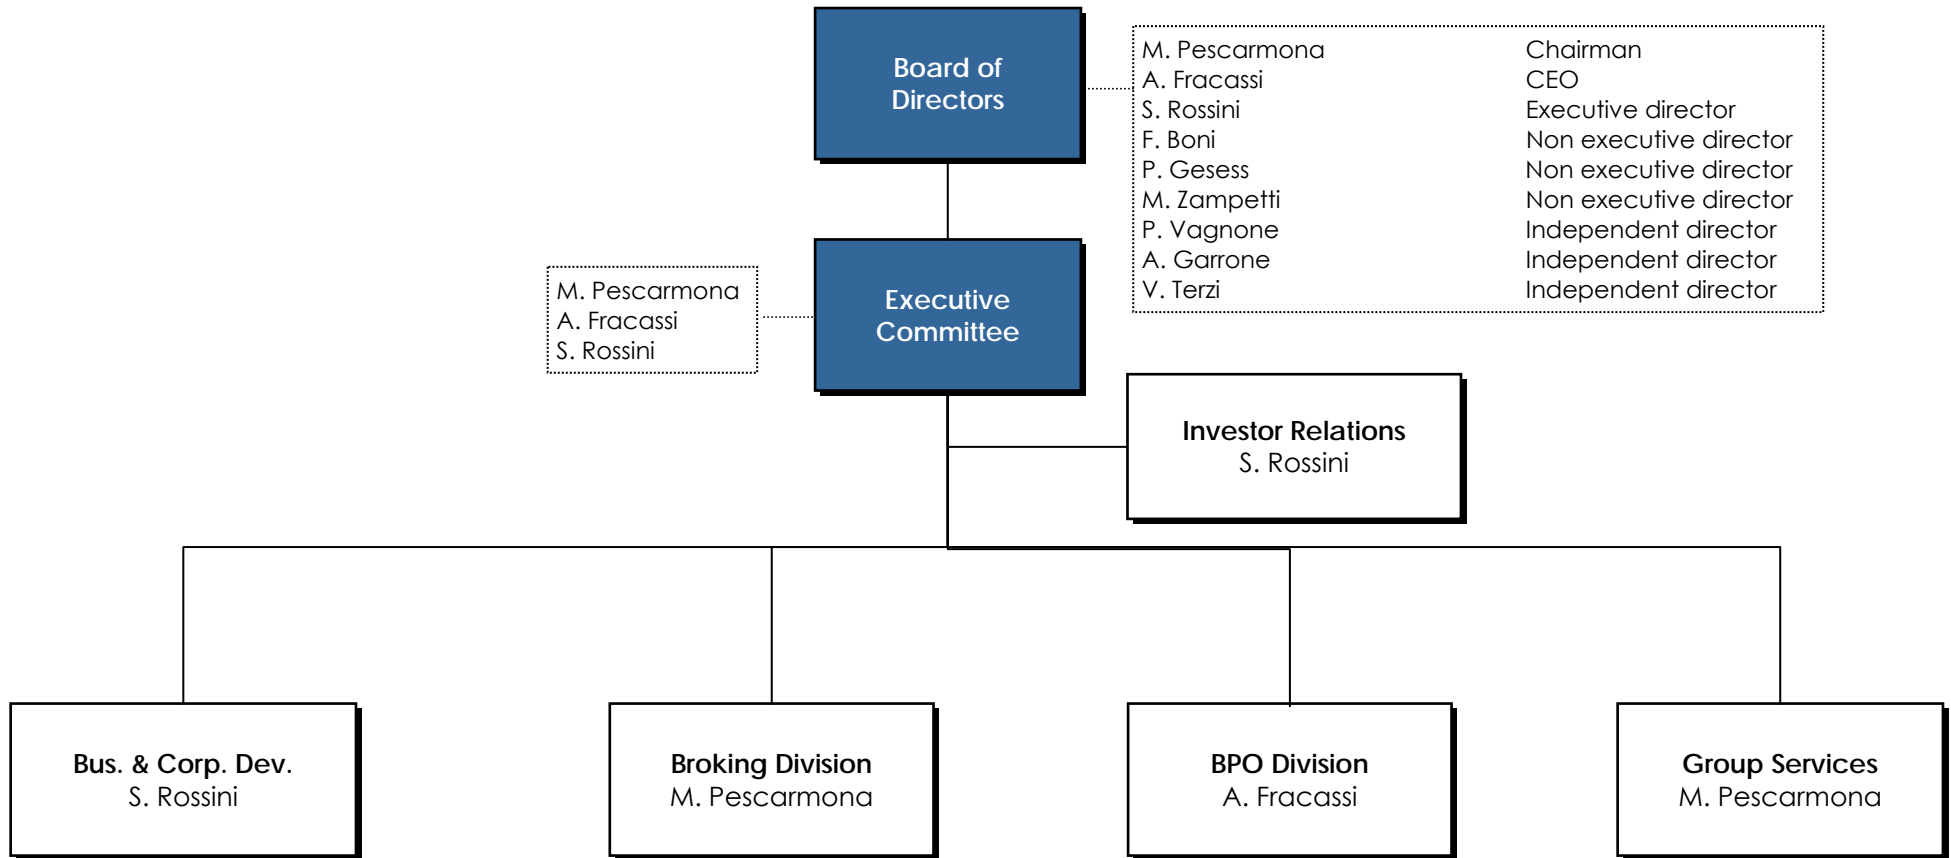 Board of
Directors
M. Pescarmona Chairman
A. Fracassi CEO
S. Rossini Executive director
F. Boni Non executive director
P. Gesess Non executive director
M. Zampetti Non executive director
P. Vagnone Independent director
A. Garrone Independent director
V. Terzi Independent director
M. Pescarmona
A. Fracassi
S. Rossini
Executive
Committee
Investor Relations
S. Rossini
Bus. & Corp. Dev.
S. Rossini
Broking Division
M. Pescarmona
BPO Division
A. Fracassi
Group Services
M. Pescarmona